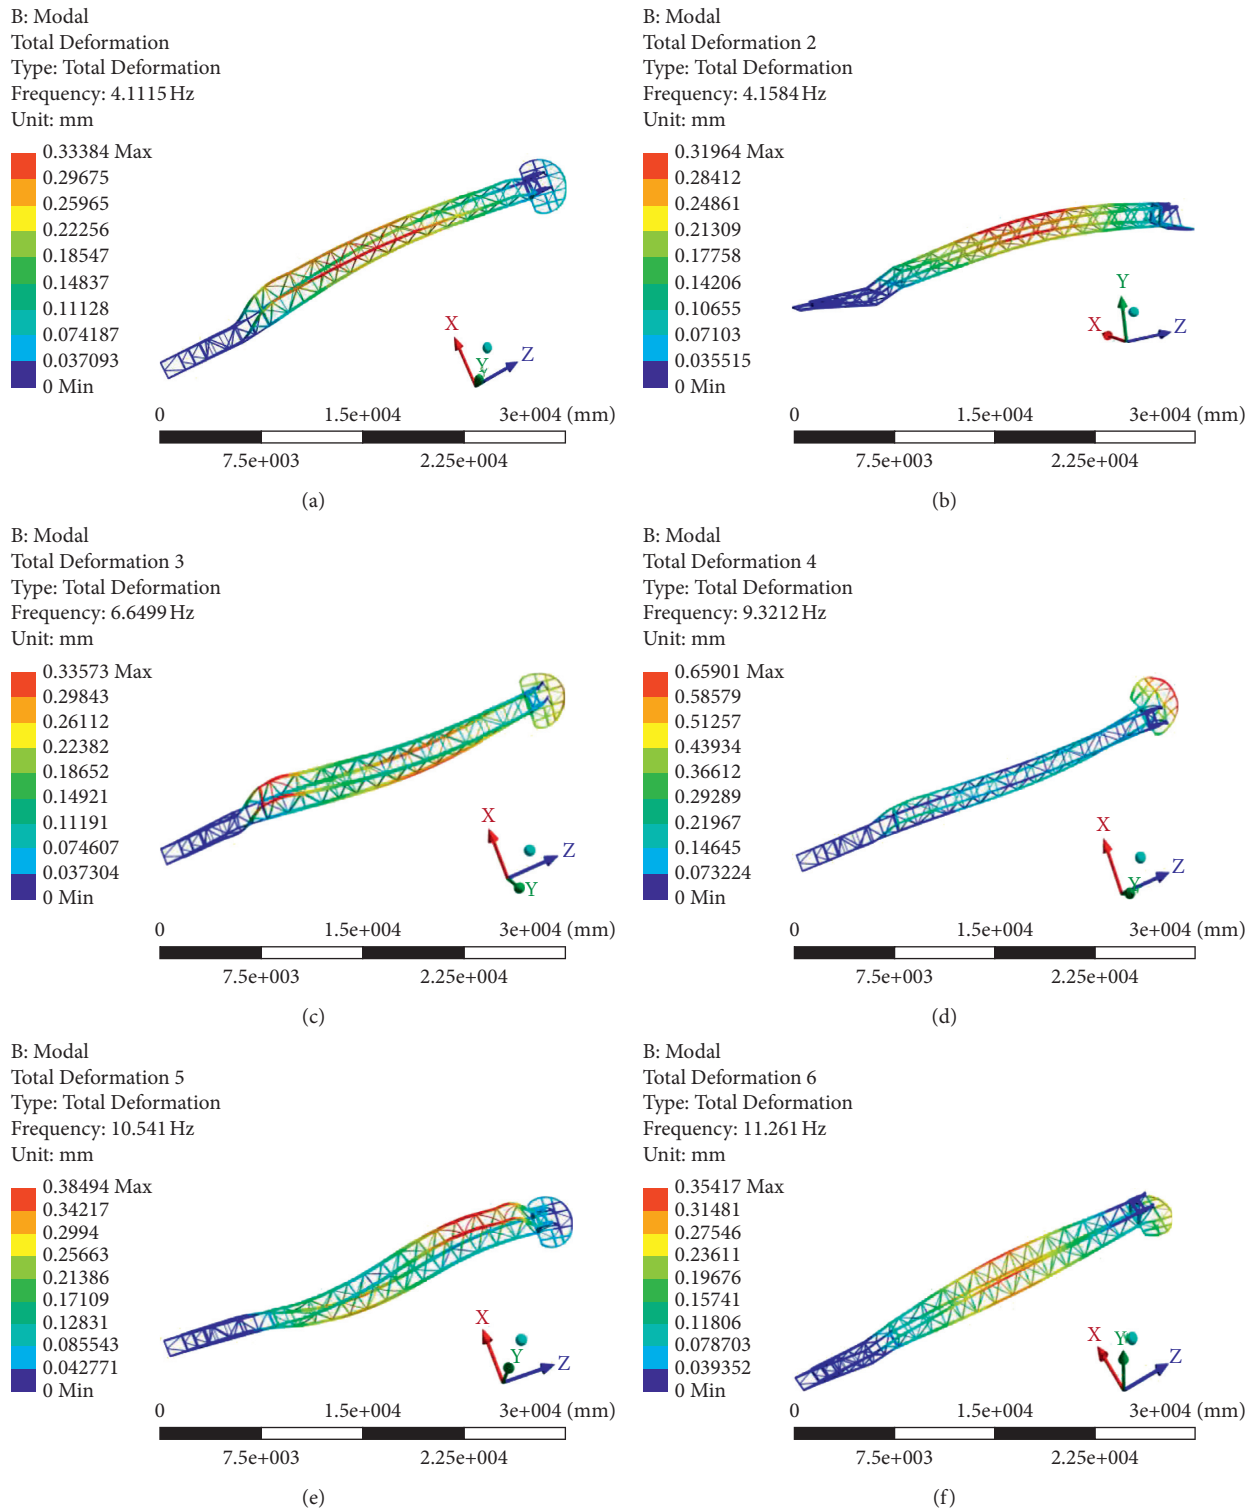 B: Modal
Total Deformation
Type: Total Deformation
Frequency: 4.1115 Hz
Unit: mm
0.33384 Max
0.29675
0.25965
0.22256
0.18547
0.14837
0.11128
0.074187
0.037093
0 Min
X
Y
Z
0 1.5e+004 3e+004 (mm)
7.5e+003 2.25e+004
(a)
B: Modal
Total Deformation 2
Type: Total Deformation
Frequency: 4.1584 Hz
Unit: mm
0.31964 Max
0.28412
0.24861
0.21309
0.17758
0.14206
0.10655
0.07103
0.035515
0 Min
Y
X
Z
0 1.5e+004 3e+004 (mm)
7.5e+003 2.25e+004
(b)
B: Modal
Total Deformation 3
Type: Total Deformation
Frequency: 6.6499 Hz
Unit: mm
0.33573 Max
0.29843
0.26112
0.22382
0.18652
0.14921
0.11191
0.074607
0.037304
0 Min
X
Z
Y
0 1.5e+004 3e+004 (mm)
7.5e+003 2.25e+004
(c)
B: Modal
Total Deformation 4
Type: Total Deformation
Frequency: 9.3212 Hz
Unit: mm
0.65901 Max
0.58579
0.51257
0.43934
0.36612
0.29289
0.21967
0.14645
0.073224
0 Min
X
Z
Y
0 1.5e+004 3e+004 (mm)
7.5e+003 2.25e+004
(d)
B: Modal
Total Deformation 5
Type: Total Deformation
Frequency: 10.541 Hz
Unit: mm
0.38494 Max
0.34217
0.2994
0.25663
0.21386
0.17109
0.12831
0.085543
0.042771
0 Min
X
Y
Z
0 1.5e+004 3e+004 (mm)
7.5e+003 2.25e+004
(e)
B: Modal
Total Deformation 6
Type: Total Deformation
Frequency: 11.261 Hz
Unit: mm
0.35417 Max
0.31481
0.27546
0.23611
0.19676
0.15741
0.11806
0.078703
0.039352
0 Min
X
Y
Z
0 1.5e+004 3e+004 (mm)
7.5e+003 2.25e+004
(f)